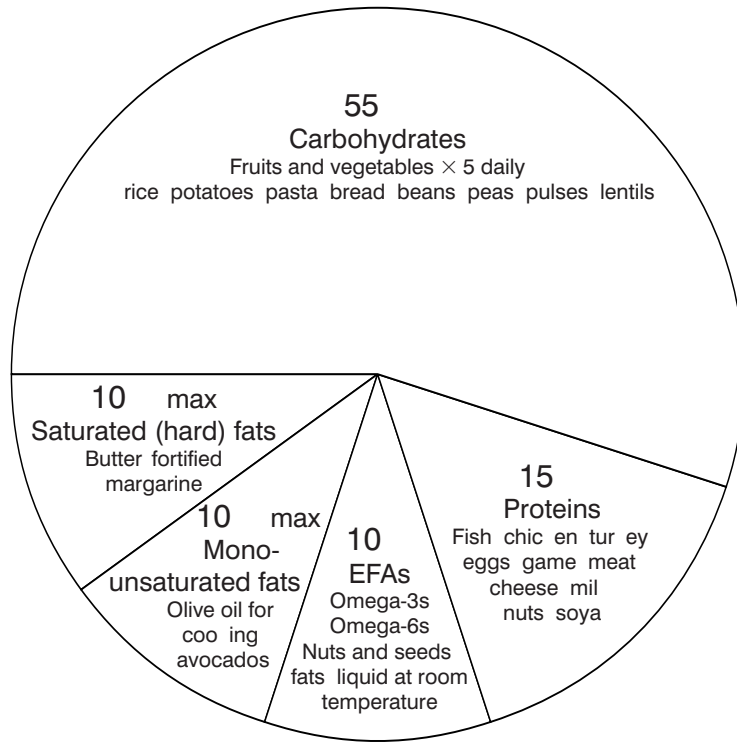 55
Carbohydrates
Fruits and vegetables × 5 daily
rice potatoes pasta bread beans peas pulses lentils
15
Proteins
Fish chic en tur ey
eggs game meat
cheese mil
nuts soya
10
EFAs
Omega-3s
Omega-6s
Nuts and seeds
fats liquid at room
temperature
10 max
Mono-
unsaturated fats
Olive oil for
coo ing
avocados
10 max
Saturated (hard) fats
Butter fortified
margarine